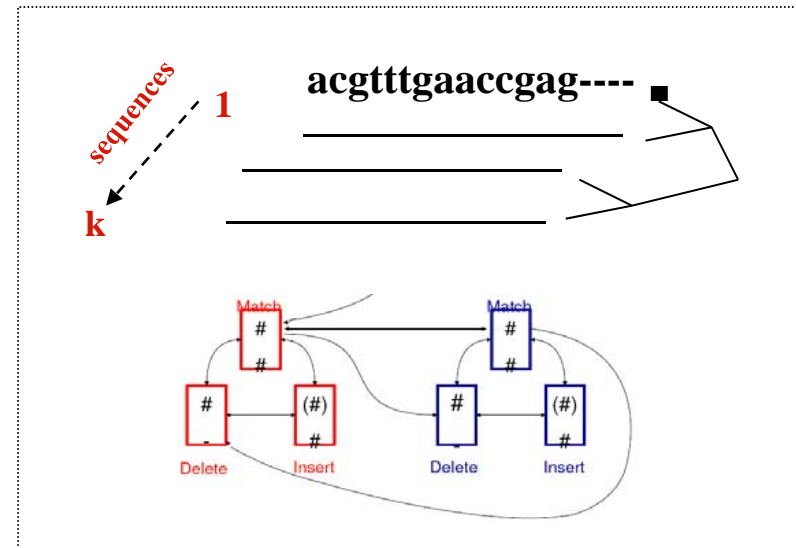 sequences
1
acgtttgaaccgag----
k
Match
Match
#
#
#
#
#
-
(#)
#
#
-
(#)
#
Delete
Insert
Delete
Insert